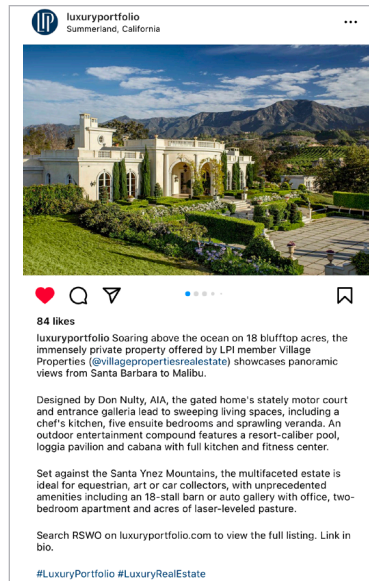 LP
luxuryportfolio
Summerland, California
84 likes
luxuryportfolio Soaring above the ocean on 18 blufftop acres, the
immensely private property offered by LPI member Village
Properties (@villagepropertiesrealestate) showcases panoramic
views from Santa Barbara to Malibu.
Designed by Don Nulty, AIA, the gated home's stately motor court
and entrance galleria lead to sweeping living spaces, including a
chef's kitchen, five ensuite bedrooms and sprawling veranda. An
outdoor entertainment compound features a resort-caliber pool,
loggia pavilion and cabana with full kitchen and fitness center.
Set against the Santa Ynez Mountains, the multifaceted estate is
ideal for equestrian, art or car collectors, with unprecedented
amenities including an 18-stall barn or auto gallery with office, two-
bedroom apartment and acres of laser-leveled pasture.
Search RSWO on luxuryportfolio.com to view the full listing. Link in
bio.
#LuxuryPortfolio #LuxuryRealEstate